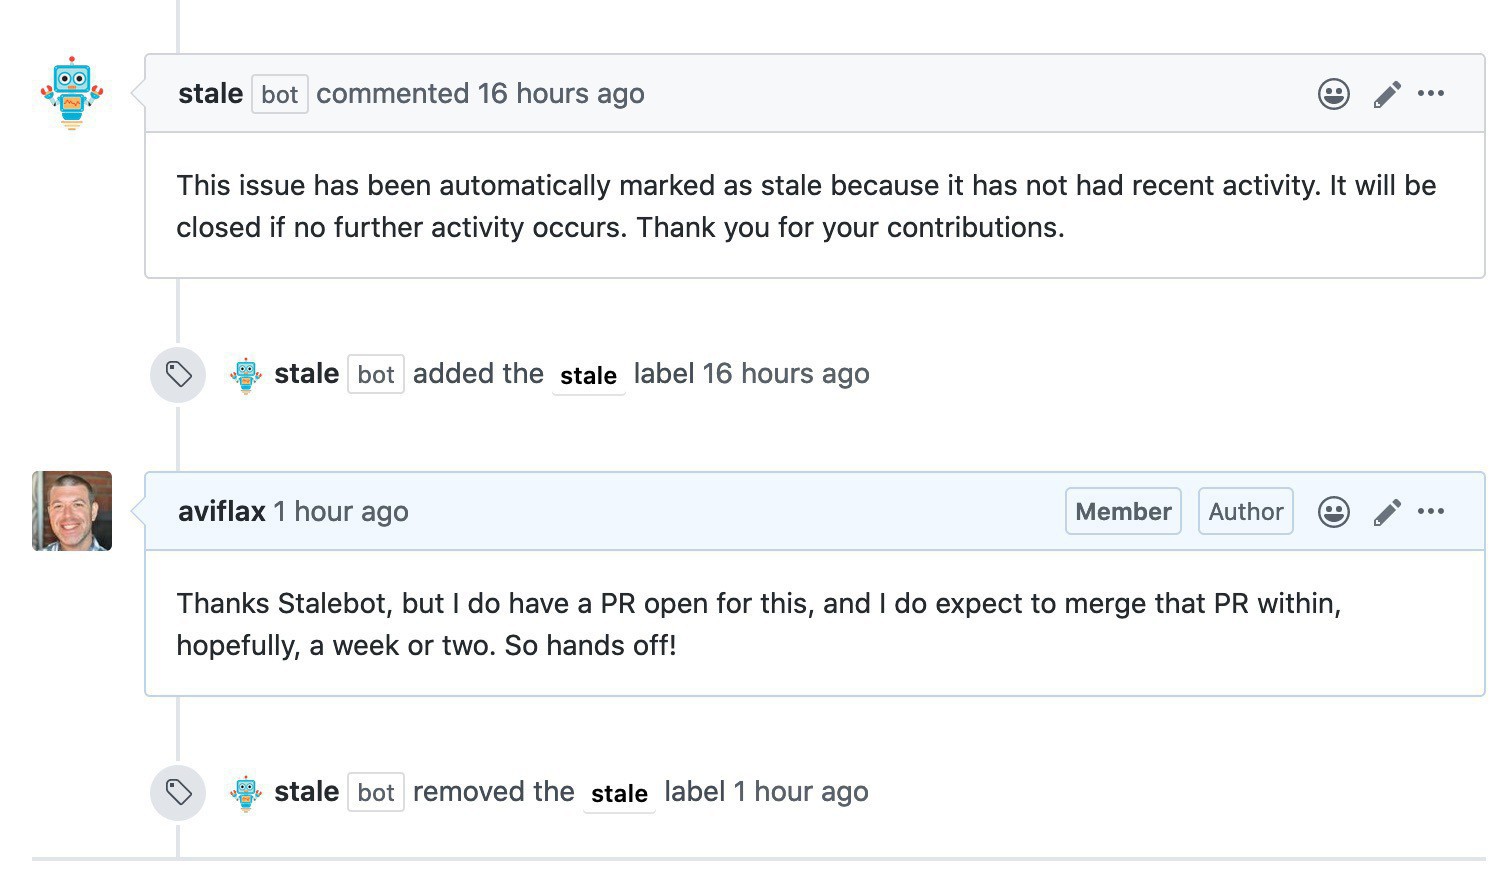 stale bot commented 16 hours ago
This issue has been automatically marked as stale because it has not had recent activity. It will be
closed if no further activity occurs. Thank you for your contributions.
stale bot added the stale label 16 hours ago
aviflax 1 hour ago Member Author
Thanks Stalebot, but I do have a PR open for this, and I do expect to merge that PR within,
hopefully, a week or two. So hands off!
stale bot removed the stale label 1 hour ago